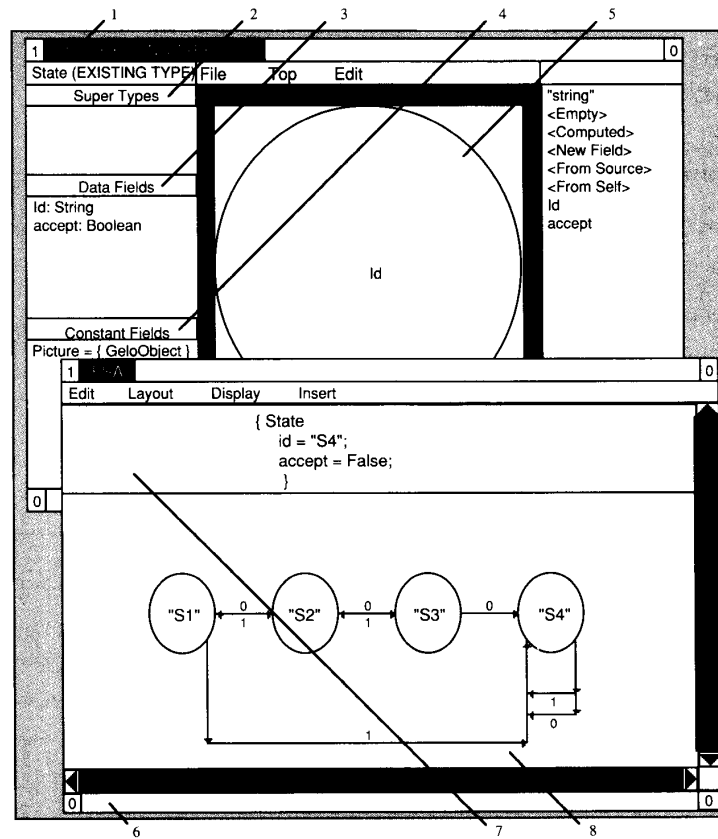 1 2 3 4 5
1 0
State (EXISTING TYPE) File Top Edit
Super Types
Data Fields
Id: String
accept: Boolean
Constant Fields
Picture = { GeloObject }
Id
"string"
<Empty>
<Computed>
<New Field>
<From Source>
<From Self>
Id
accept
1 0
Edit Layout Display Insert
{ State
id = "S4";
accept = False;
}
0
"S1" 0 "S2" 0 "S3" 0 "S4"
1 1
1
0
1
0 0
6 7 8